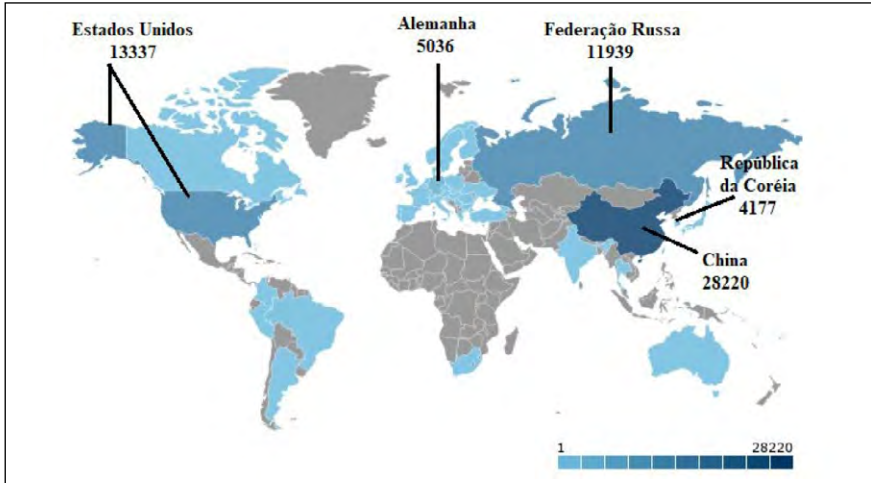 Estados Unidos
13337
Alemanha
5036
Federação Russa
11939
República
da Coréia
4177
China
28220
1 28220